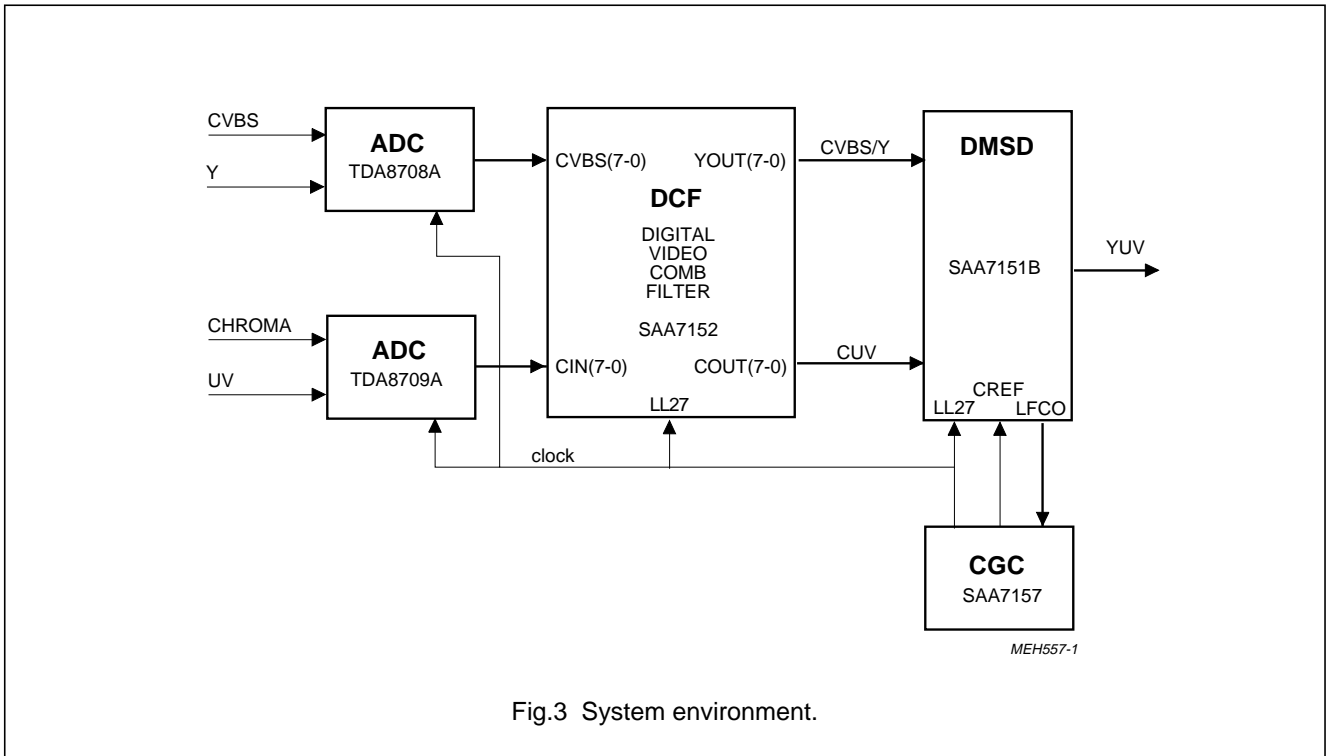 CVBS
Y
ADC
TDA8708A
CHROMA
UV
ADC
TDA8709A
CVBS(7-0) YOUT(7-0)
DCF
DIGITAL
VIDEO
COMB
FILTER
SAA7152
CIN(7-0) COUT(7-0)
LL27
clock
CVBS/Y
CUV
DMSD
SAA7151B
CREF
LL27 LFCO
YUV
CGC
SAA7157
MEH557-1
Fig.3 System environment.